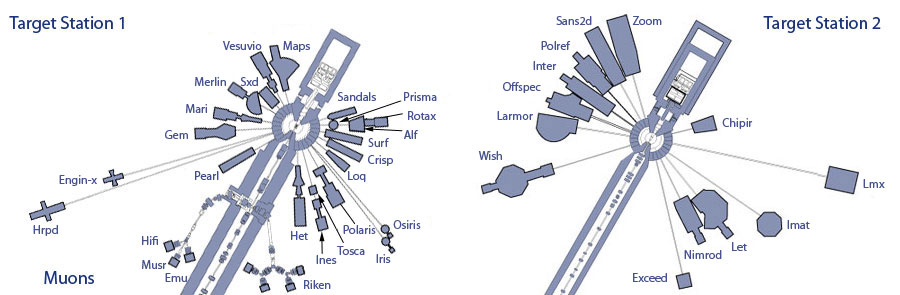 Target Station 1
Vesuvio
Maps
Merlin
Sxd
Mari
Gem
Pearl
Engin-x
Hrpd
Sandals
Prisma
Rotax
Alf
Surf
Crisp
Loq
Osiris
Iris
Polaris
Tosca
Ines
Het
Hifi
Musr
Emu
Riken
Muons
Target Station 2
Sans2d
Zoom
Polref
Inter
Offspec
Larmor
Wish
Chipir
Lmx
Imat
Let
Nimrod
Exceed